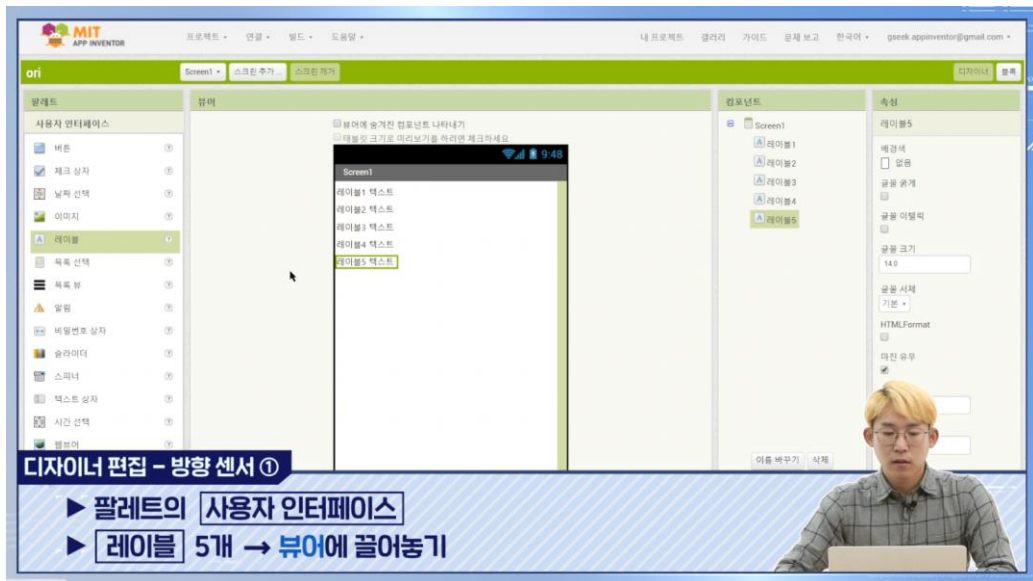 MIT
APP INVENTOR
프로젝트 연결 빌드 도움말 내 프로젝트 갤러리 가이드 문제 보고 한국어 gseek.appinventor@gmail.com
ori Screen1 스크린 추가... 스크린 제거 디자이너 블록
팔레트 뷰어 컴포넌트 속성
사용자 인터페이스
버튼
체크 상자
날짜 선택
이미지
레이블
목록 선택
목록 뷰
알림
비밀번호 상자
슬라이더
스피너
텍스트 상자
시간 선택
웹뷰어
뷰어에 숨겨진 컴포넌트 나타내기
태블릿 크기로 미리보기를 하려면 체크하세요
9:48
Screen1
레이블1 텍스트
레이블2 텍스트
레이블3 텍스트
레이블4 텍스트
레이블5 텍스트
Screen1
레이블1
레이블2
레이블3
레이블4
레이블5
이름 바꾸기 삭제
레이블5
배경색
없음
글꼴 굵게
글꼴 이텔릭
글꼴 크기
14.0
글꼴 서체
기본
HTMLFormat
마진 유무
디자이너 편집 – 방향 센서 ①
▶ 팔레트의 사용자 인터페이스
▶ 레이블 5개 → 뷰어에 끌어놓기